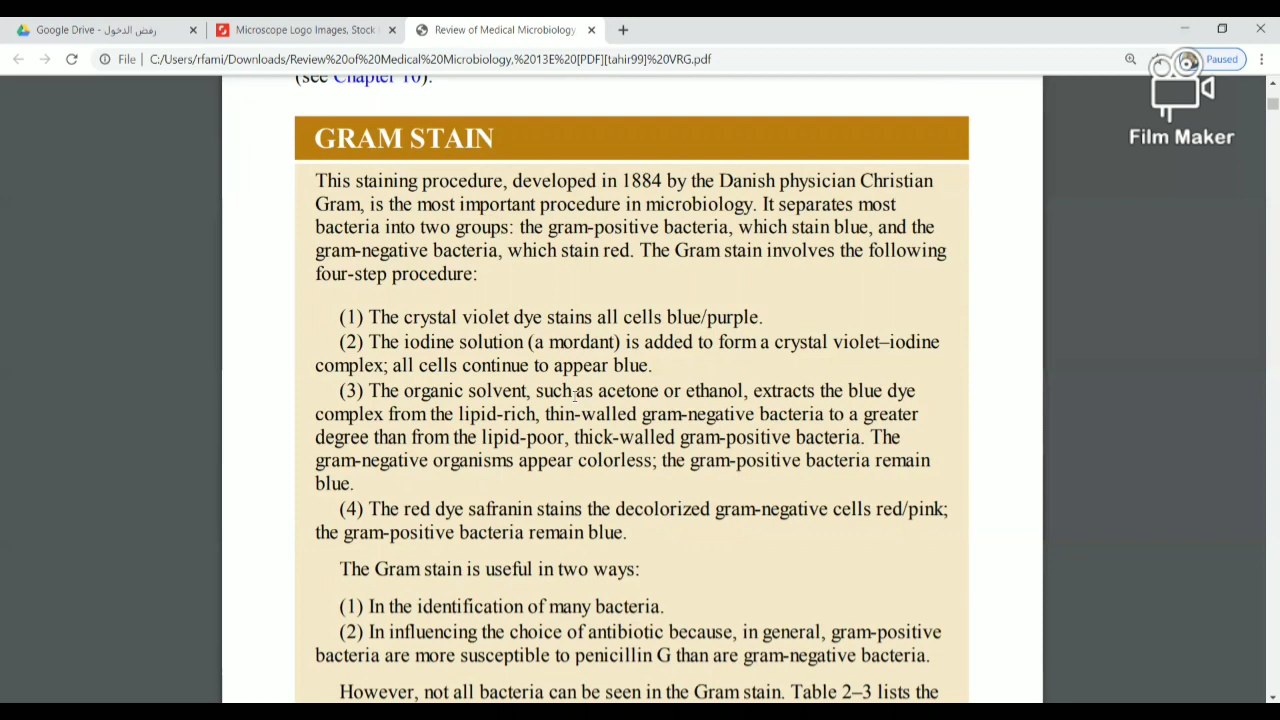 Google Drive - رفض الدخول
Microscope Logo Images, Stock
Review of Medical Microbiology
File
C:/Users/rfami/Downloads/Review%20of%20Medical%20Microbiology,%2013E%20[PDF][tahir99]%20VRG.pdf
Paused
(see Chapter 10).
Film Maker
GRAM STAIN
This staining procedure, developed in 1884 by the Danish physician Christian
Gram, is the most important procedure in microbiology. It separates most
bacteria into two groups: the gram-positive bacteria, which stain blue, and the
gram-negative bacteria, which stain red. The Gram stain involves the following
four-step procedure:
(1) The crystal violet dye stains all cells blue/purple.
(2) The iodine solution (a mordant) is added to form a crystal violet–iodine
complex; all cells continue to appear blue.
(3) The organic solvent, such as acetone or ethanol, extracts the blue dye
complex from the lipid-rich, thin-walled gram-negative bacteria to a greater
degree than from the lipid-poor, thick-walled gram-positive bacteria. The
gram-negative organisms appear colorless; the gram-positive bacteria remain
blue.
(4) The red dye safranin stains the decolorized gram-negative cells red/pink;
the gram-positive bacteria remain blue.
The Gram stain is useful in two ways:
(1) In the identification of many bacteria.
(2) In influencing the choice of antibiotic because, in general, gram-positive
bacteria are more susceptible to penicillin G than are gram-negative bacteria.
However, not all bacteria can be seen in the Gram stain. Table 2–3 lists the